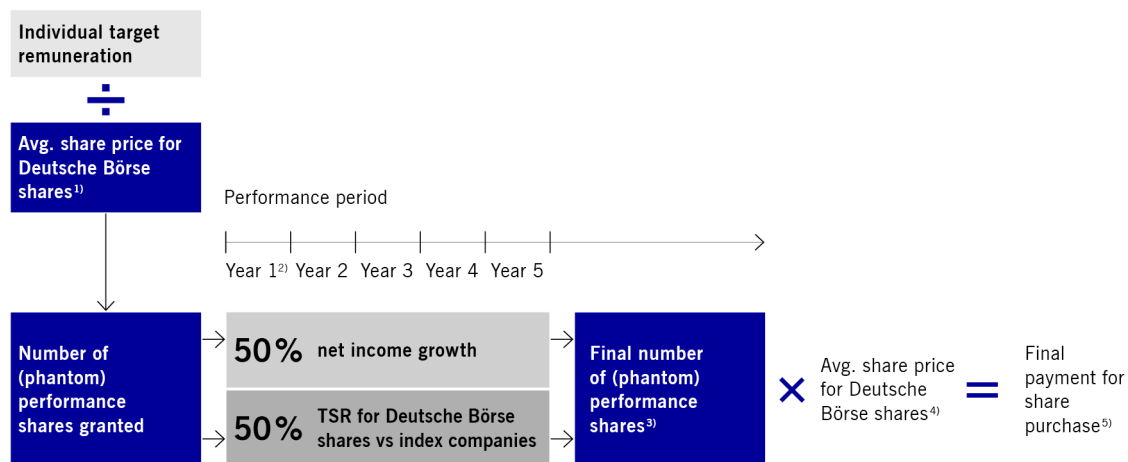 Individual target
remuneration
÷
Avg. share price for
Deutsche Börse
shares¹⁾
Performance period
Year 1²⁾ Year 2 Year 3 Year 4 Year 5
Number of
(phantom)
performance
shares granted
50% net income growth
50% TSR for Deutsche Börse
shares vs index companies
Final number
of (phantom)
performance
shares³⁾
×
Avg. share price
for Deutsche
Börse shares⁴⁾
=
Final
payment for
share
purchase⁵⁾